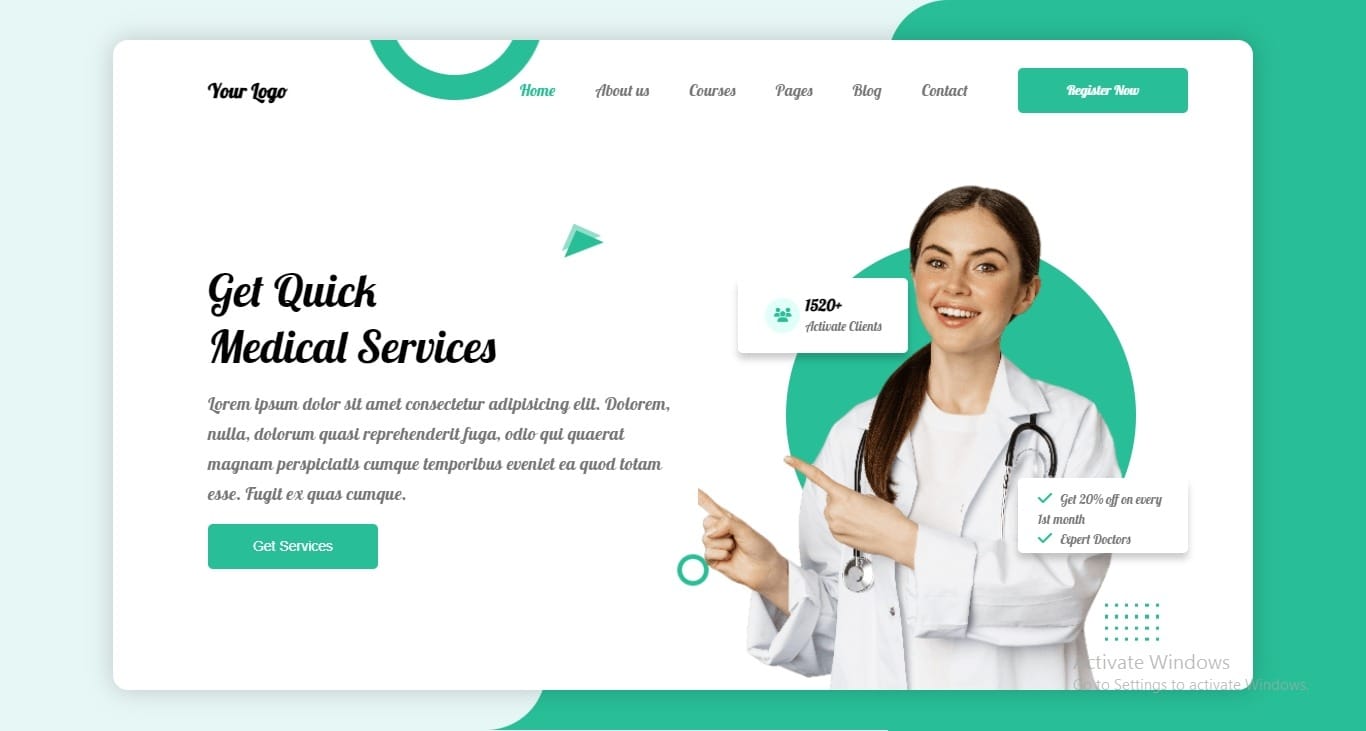 Your Logo
Home
About us
Courses
Pages
Blog
Contact
Register Now
Get Quick
Medical Services
Lorem ipsum dolor sit amet consectetur adipisicing elit. Dolorem,
nulla, dolorum quasi reprehenderit fuga, odio qui quaerat
magnam perspiciatis cumque temporibus eveniet ea quod totam
esse. Fugit ex quas cumque.
Get Services
1520+
Activate Clients
Get 20% off on every
1st month
Expert Doctors
Activate Windows
Go to Settings to activate Windows.